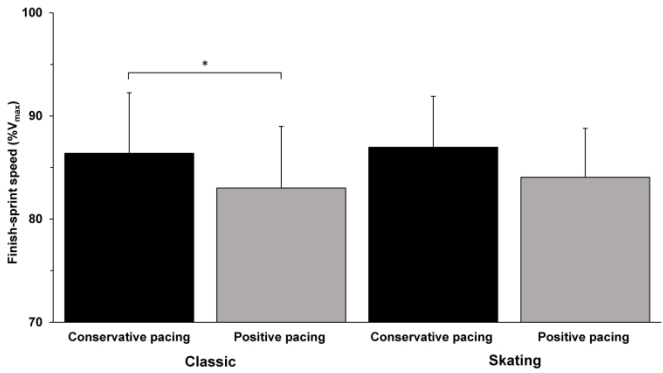 100
90
80
70
Finish-sprint speed (%Vmax)
*
Conservative pacing Positive pacing Conservative pacing Positive pacing
Classic Skating